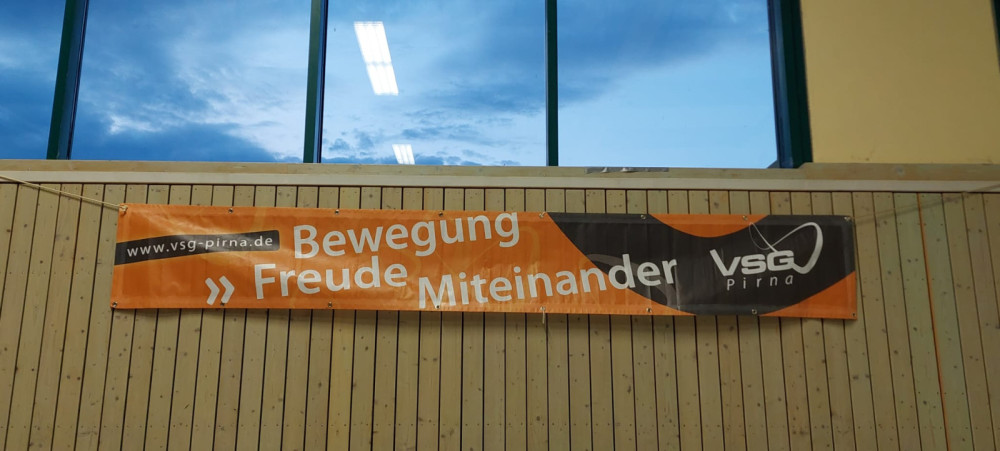 www.vsg-pirna.de
Bewegung
» Freude Miteinander
VSG
Pirna